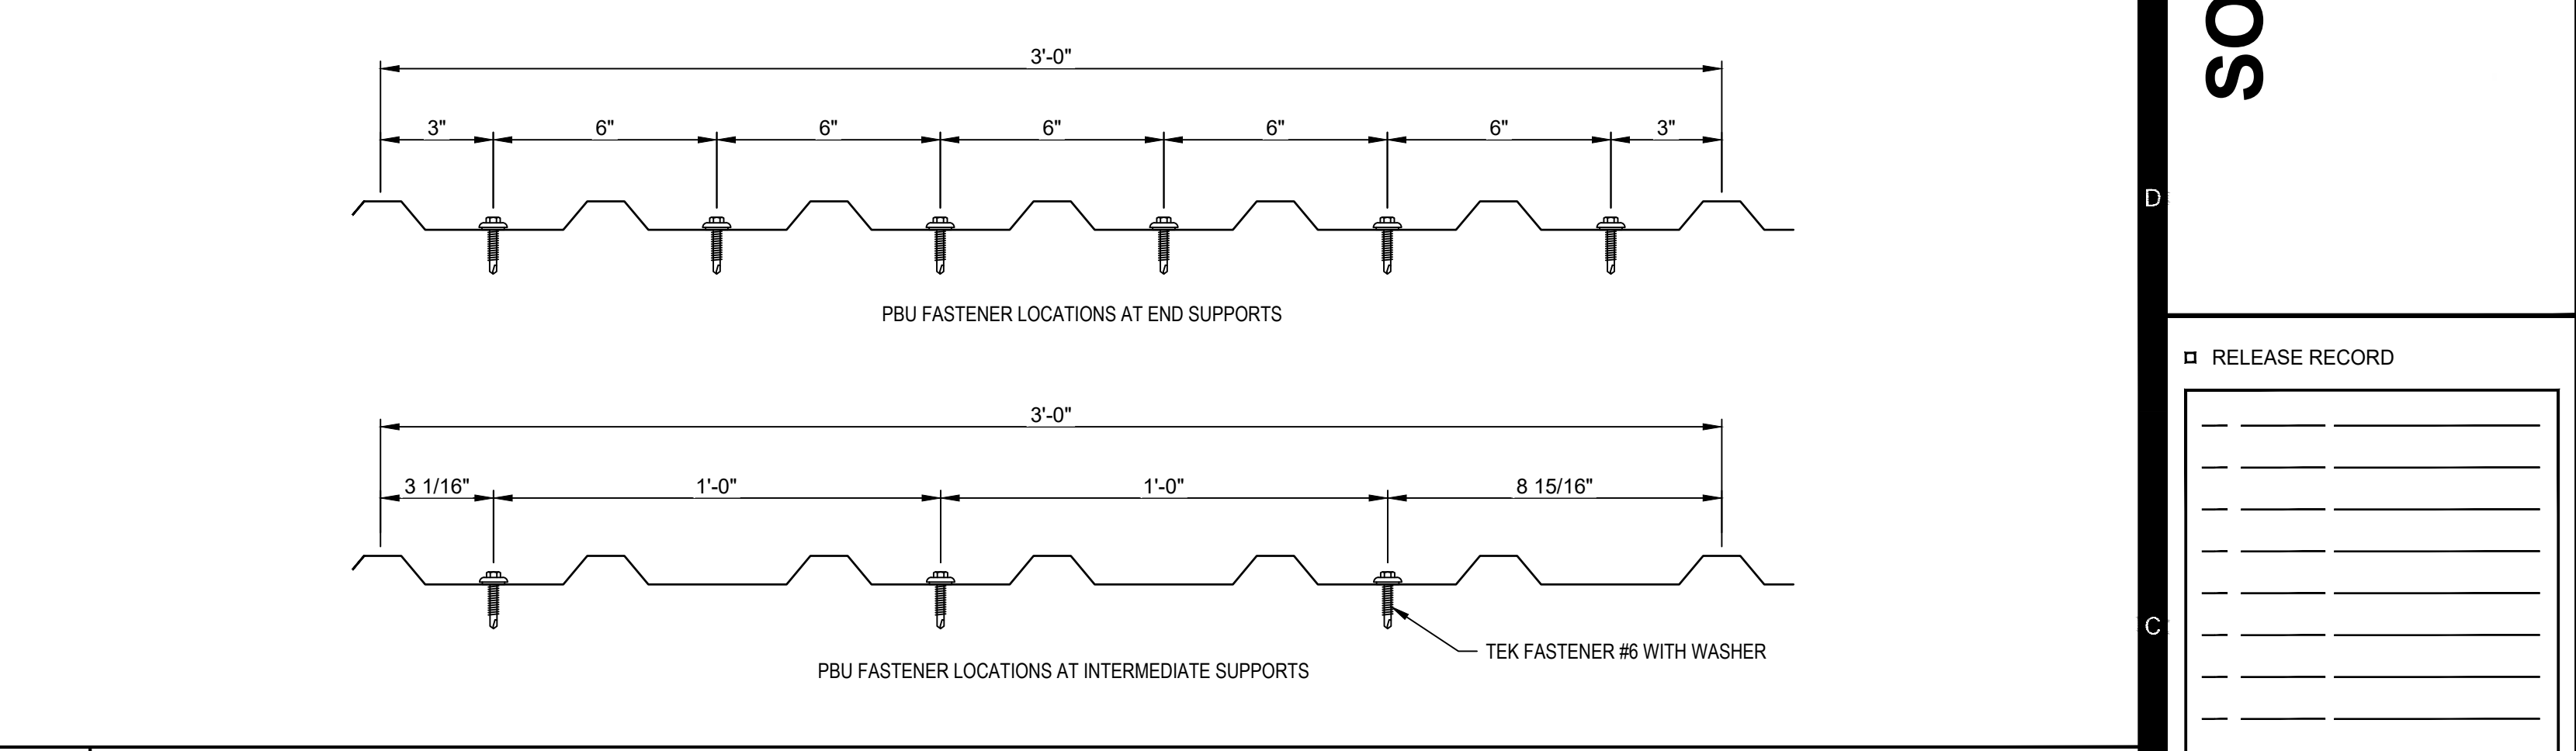 3'-0"
3" 6" 6" 6" 6" 6" 3"
PBU FASTENER LOCATIONS AT END SUPPORTS
3'-0"
3 1/16" 1'-0" 1'-0" 8 15/16"
TEK FASTENER #6 WITH WASHER
PBU FASTENER LOCATIONS AT INTERMEDIATE SUPPORTS
D
C
SO
RELEASE RECORD